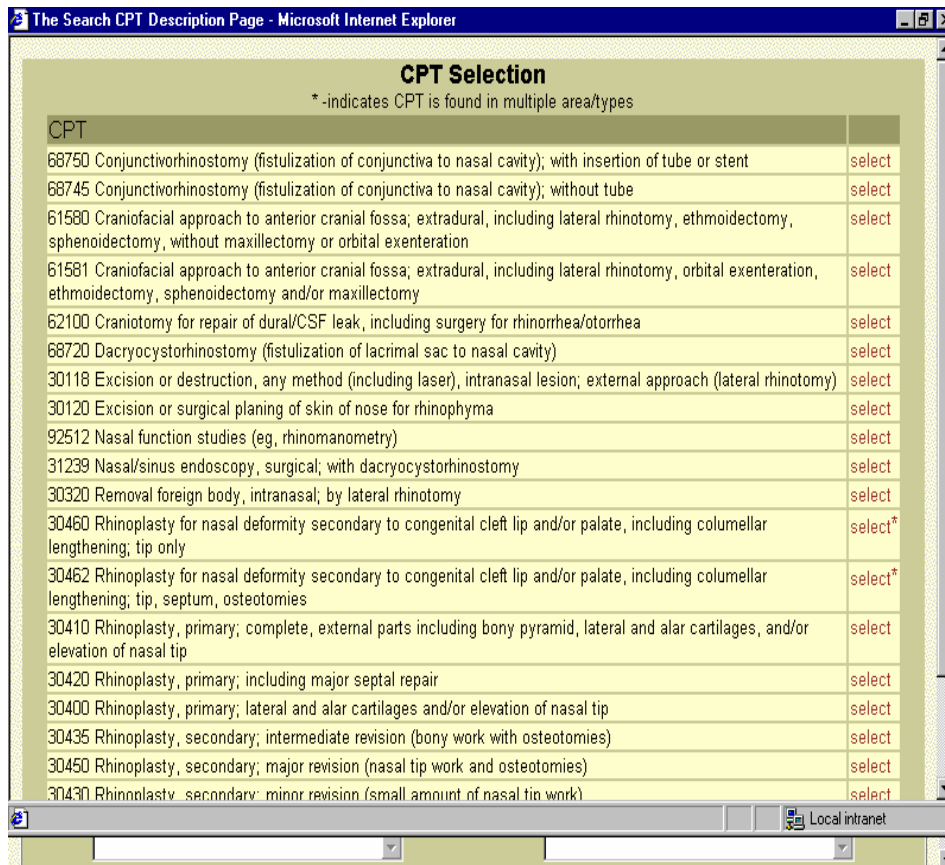 The Search CPT Description Page - Microsoft Internet Explorer
CPT Selection
* -indicates CPT is found in multiple area/types
CPT
68750 Conjunctivorhinostomy (fistulization of conjunctiva to nasal cavity); with insertion of tube or stent select
68745 Conjunctivorhinostomy (fistulization of conjunctiva to nasal cavity); without tube select
61580 Craniofacial approach to anterior cranial fossa; extradural, including lateral rhinotomy, ethmoidectomy, select
sphenoidectomy, without maxillectomy or orbital exenteration
61581 Craniofacial approach to anterior cranial fossa; extradural, including lateral rhinotomy, orbital exenteration, select
ethmoidectomy, sphenoidectomy and/or maxillectomy
62100 Craniotomy for repair of dural/CSF leak, including surgery for rhinorrhea/otorrhea select
68720 Dacryocystorhinostomy (fistulization of lacrimal sac to nasal cavity) select
30118 Excision or destruction, any method (including laser), intranasal lesion; external approach (lateral rhinotomy) select
30120 Excision or surgical planing of skin of nose for rhinophyma select
92512 Nasal function studies (eg, rhinomanometry) select
31239 Nasal/sinus endoscopy, surgical; with dacryocystorhinostomy select
30320 Removal foreign body, intranasal; by lateral rhinotomy select
30460 Rhinoplasty for nasal deformity secondary to congenital cleft lip and/or palate, including columellar select*
lengthening; tip only
30462 Rhinoplasty for nasal deformity secondary to congenital cleft lip and/or palate, including columellar select*
lengthening; tip, septum, osteotomies
30410 Rhinoplasty, primary; complete, external parts including bony pyramid, lateral and alar cartilages, and/or select
elevation of nasal tip
30420 Rhinoplasty, primary; including major septal repair select
30400 Rhinoplasty, primary; lateral and alar cartilages and/or elevation of nasal tip select
30435 Rhinoplasty, secondary; intermediate revision (bony work with osteotomies) select
30450 Rhinoplasty, secondary; major revision (nasal tip work and osteotomies) select
30430 Rhinoplasty, secondary; minor revision (small amount of nasal tip work) select
Local intranet